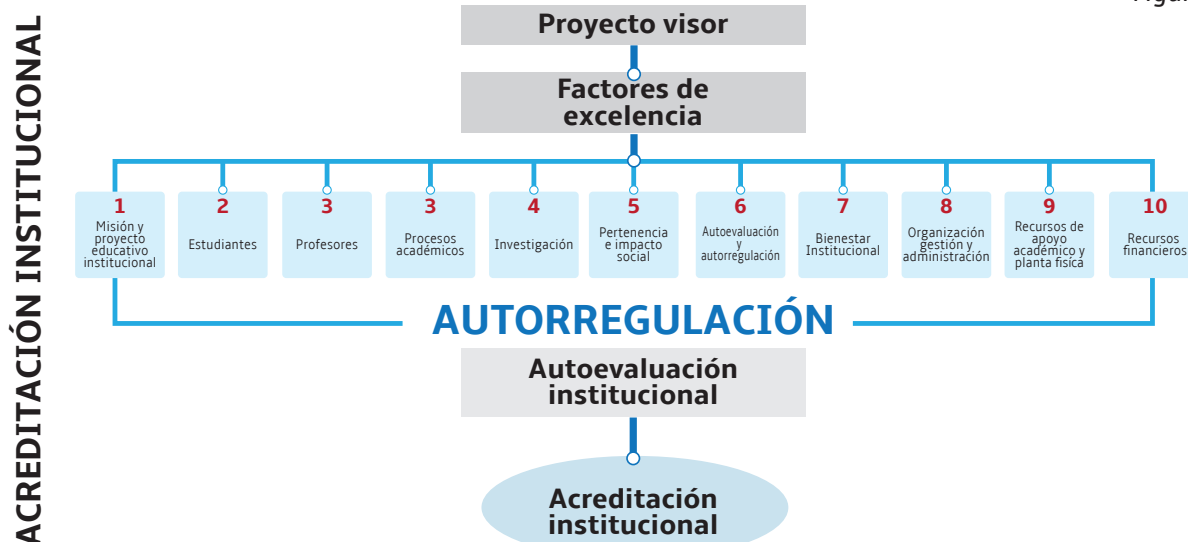 Figur
ACREDITACIÓN INSTITUCIONAL
Proyecto visor
Factores de
excelencia
1
Misión y
proyecto
educativo
institucional
2
Estudiantes
3
Profesores
3
Procesos
académicos
4
Investigación
5
Pertenencia
e impacto
social
6
Autoevaluación
y
autorregulación
7
Bienestar
Institucional
8
Organización
gestión y
administración
9
Recursos de
apoyo
académico y
planta fisíca
10
Recursos
financieros
AUTORREGULACIÓN
Autoevaluación
institucional
Acreditación
institucional